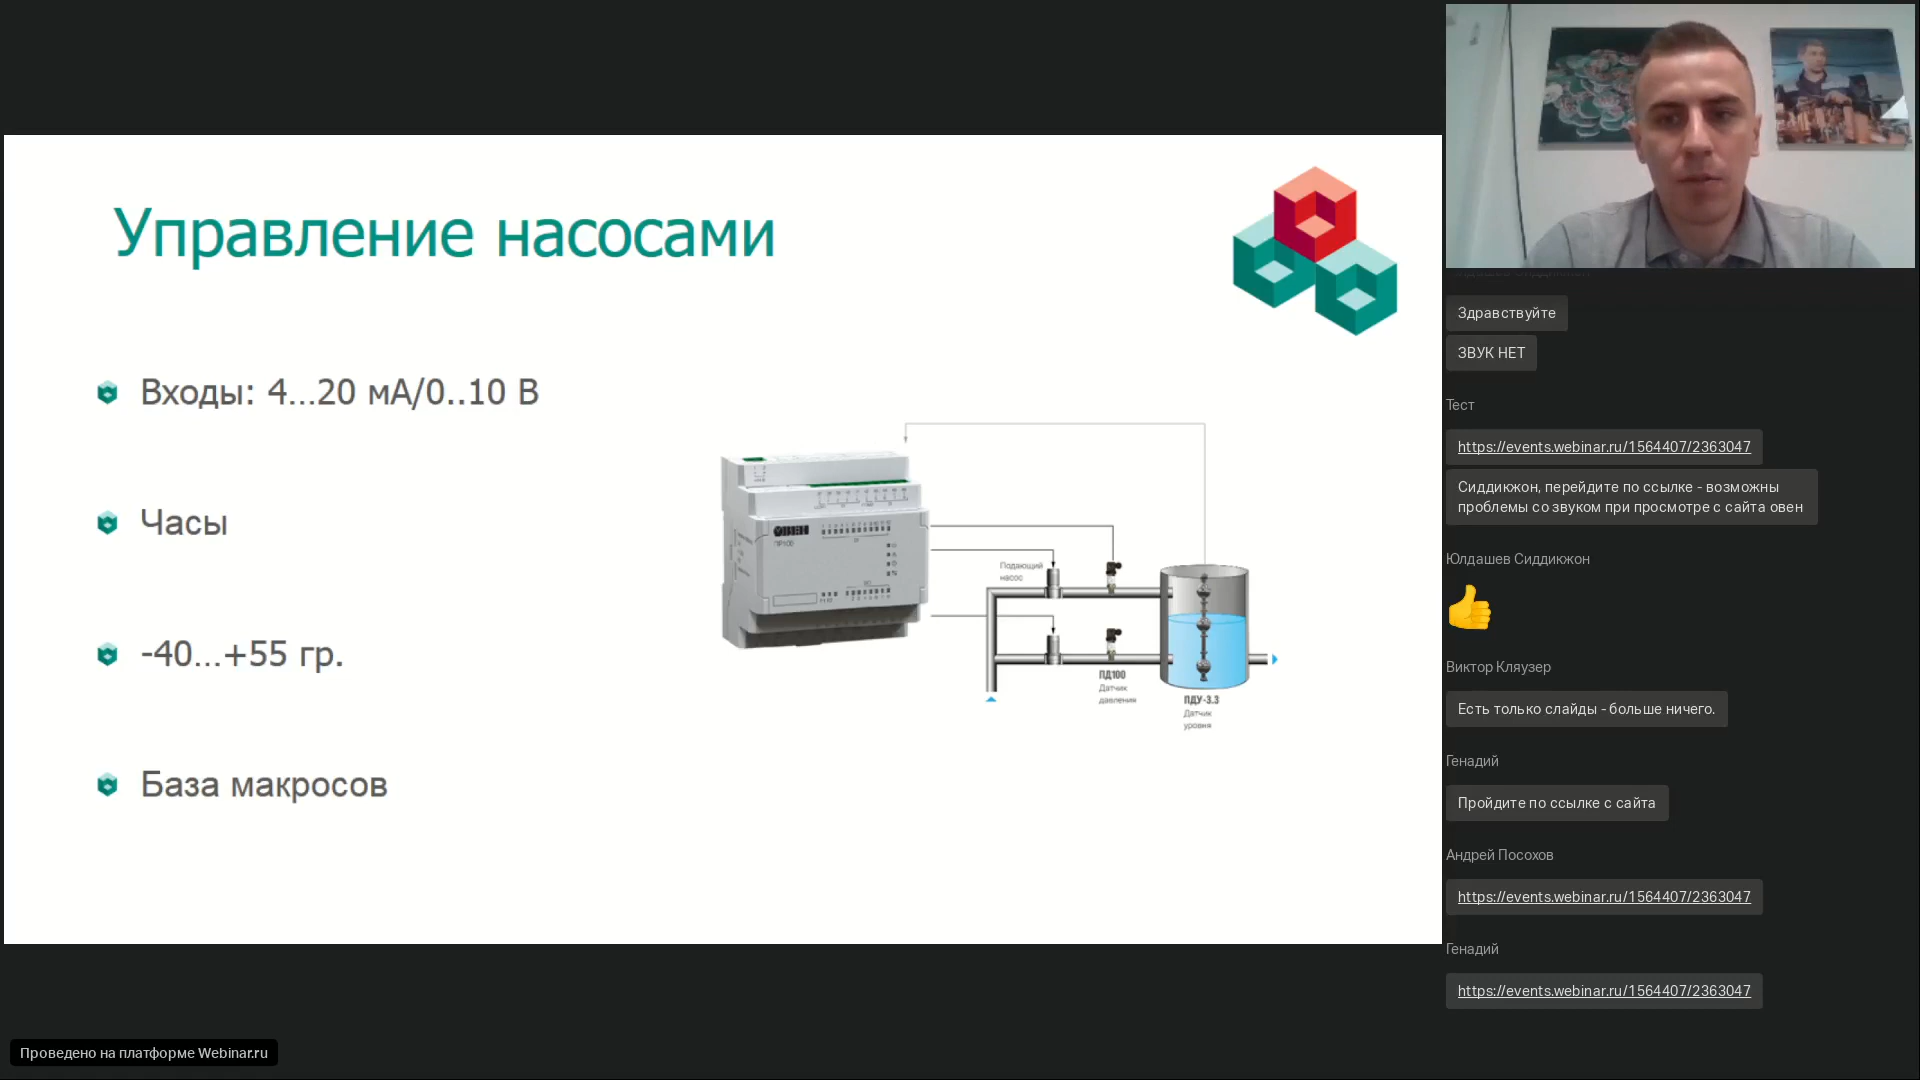 Управление насосами
Входы: 4...20 мА/0..10 В
Часы
-40...+55 гр.
База макросов
ОВЕН
ПР100
Подающий
насос
ПД100
Датчик
давления
ПДУ-3.3
Датчик
уровня
Здравствуйте
ЗВУК НЕТ
Тест
https://events.webinar.ru/1564407/2363047
Сиддикжон, перейдите по ссылке - возможны
проблемы со звуком при просмотре с сайта овен
Юлдашев Сиддикжон
Виктор Кляузер
Есть только слайды - больше ничего.
Генадий
Пройдите по ссылке с сайта
Андрей Посохов
https://events.webinar.ru/1564407/2363047
Генадий
https://events.webinar.ru/1564407/2363047
Проведено на платформе Webinar.ru